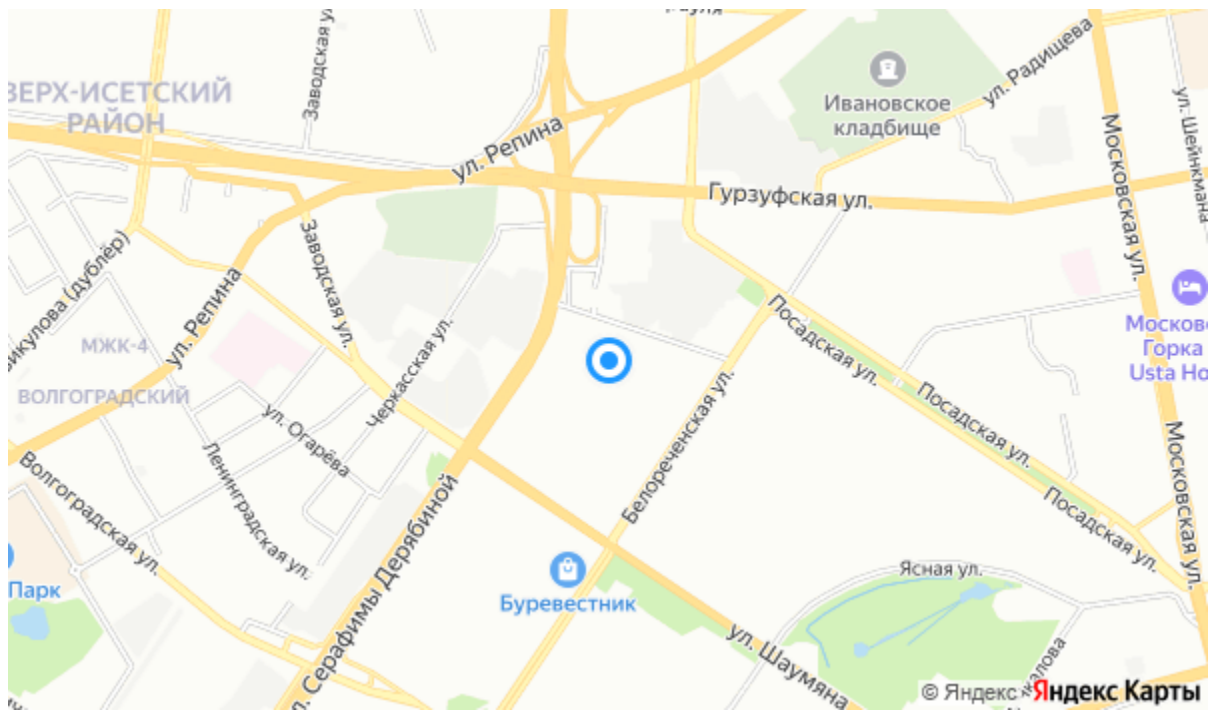 Заводская ул.
ул. Радищева
ВЕРХ-ИСЕТСКИЙ
РАЙОН
Ивановское
кладбище
ул. Шейнкмана
ул. Репина
Московская ул.
Гурзуфская ул.
Заводская ул.
ул. Репина
МЖК-4
Черкасская ул.
Посадская ул.
Московс
Горка
Usta Ho
ВОЛГОГРАДСКИЙ
ул. Огарёва
Посадская ул.
Белореченская ул.
Ленинградская ул.
Волгоградская ул.
Московская ул.
Посадская ул.
Парк
Буревестник
Ясная ул.
ул. Серафимы Дерябиной
ул. Шаумяна
© Яндекс
Яндекс Карты